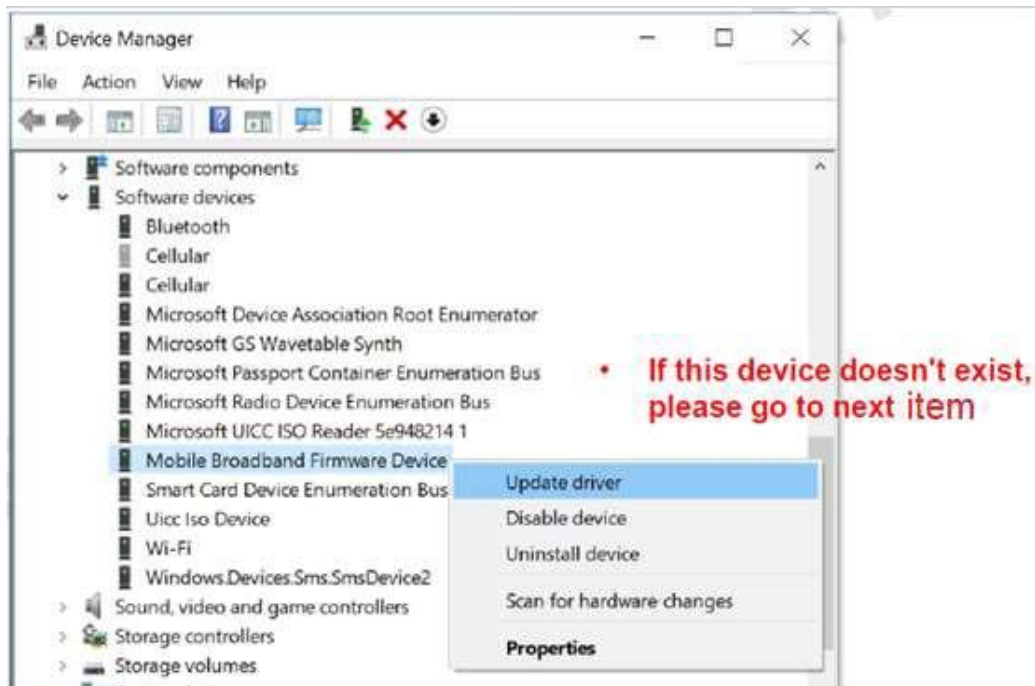 Device Manager
File Action View Help
Software components
Software devices
Bluetooth
Cellular
Cellular
Microsoft Device Association Root Enumerator
Microsoft GS Wavetable Synth
Microsoft Passport Container Enumeration Bus
Microsoft Radio Device Enumeration Bus
Microsoft UICC ISO Reader 5e948214 1
Mobile Broadband Firmware Device
Smart Card Device Enumeration Bus
Uicc Iso Device
Wi-Fi
Windows.Devices.Sms.SmsDevice2
Sound, video and game controllers
Storage controllers
Storage volumes
• If this device doesn't exist,
please go to next item
Update driver
Disable device
Uninstall device
Scan for hardware changes
Properties